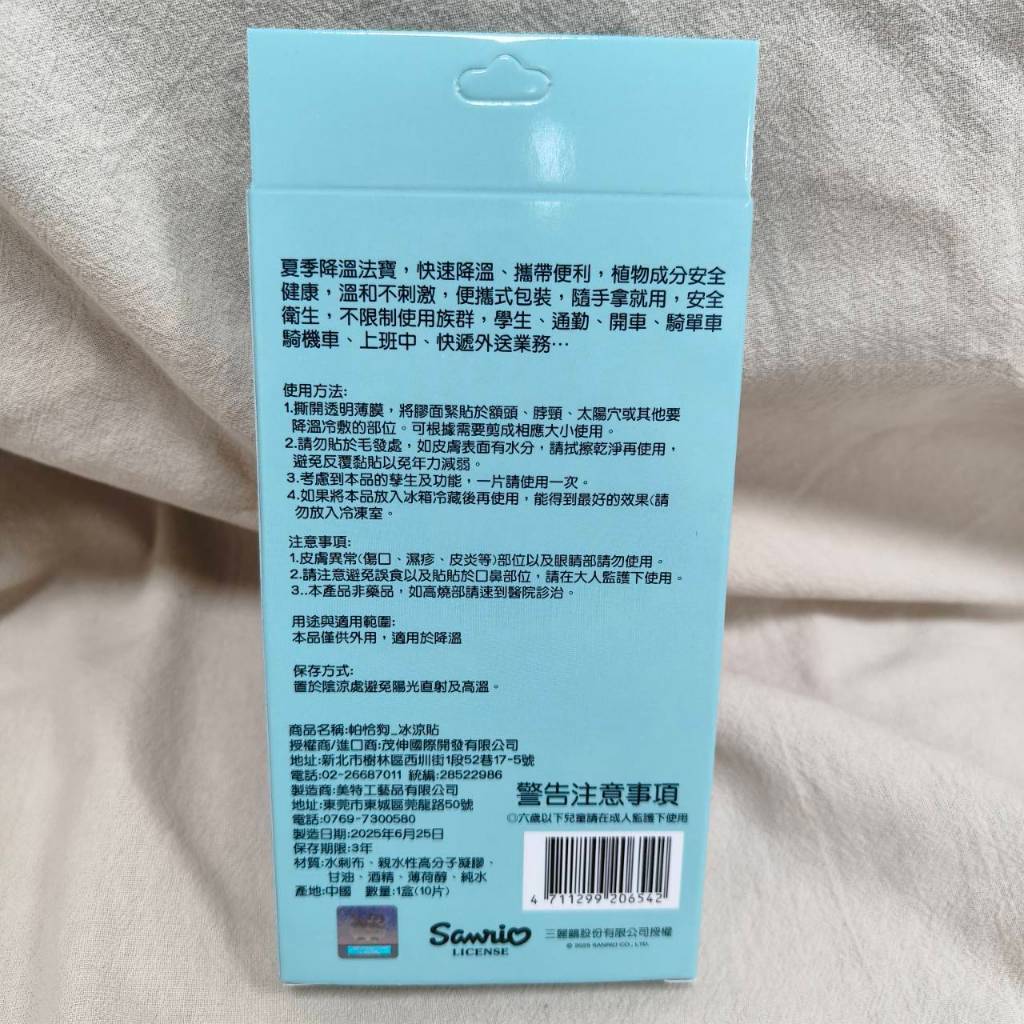 夏季降溫法寶，快速降溫、攜帶便利，植物成分安全
健康，溫和不刺激，便攜式包裝，隨手拿就用，安全
衛生，不限制使用族群，學生、通勤、開車、騎單車
騎機車、上班中、快遞外送業務…
使用方法:
1.撕開透明薄膜，將膠面緊貼於額頭、脖頸、太陽穴或其他要
降溫冷敷的部位。可根據需要剪成相應大小使用。
2.請勿貼於毛發處，如皮膚表面有水分，請拭擦乾淨再使用，
避免反覆黏貼以免年力減弱。
3.考慮到本品的孳生及功能，一片請使用一次。
4.如果將本品放入冰箱冷藏後再使用，能得到最好的效果(請
勿放入冷凍室。
注意事項:
1.皮膚異常(傷口、濕疹、皮炎等)部位以及眼睛部請勿使用。
2.請注意避免誤食以及貼貼於口鼻部位，請在大人監護下使用。
3..本產品非藥品，如高燒部請速到醫院診治。
用途與適用範圍:
本品僅供外用，適用於降溫
保存方式:
置於陰涼處避免陽光直射及高溫。
商品名稱:帕恰狗_冰涼貼
授權商/進口商:茂伸國際開發有限公司
地址:新北市樹林區西圳街1段52巷17-5號
電話:02-26687011 統編:28522986
製造商:美特工藝品有限公司
地址:東莞市東城區莞龍路50號
電話:0769-7300580
製造日期:2025年6月25日
保存期限:3年
材質:水刺布、親水性高分子凝膠、
甘油、酒精、薄荷醇、純水
產地:中國 數量:1盒(10片)
警告注意事項
◎六歲以下兒童請在成人監護下使用
4 711299 206542
Sanrio
LICENSE
三麗鷗股份有限公司授權
© 2025 SANRIO CO., LTD.